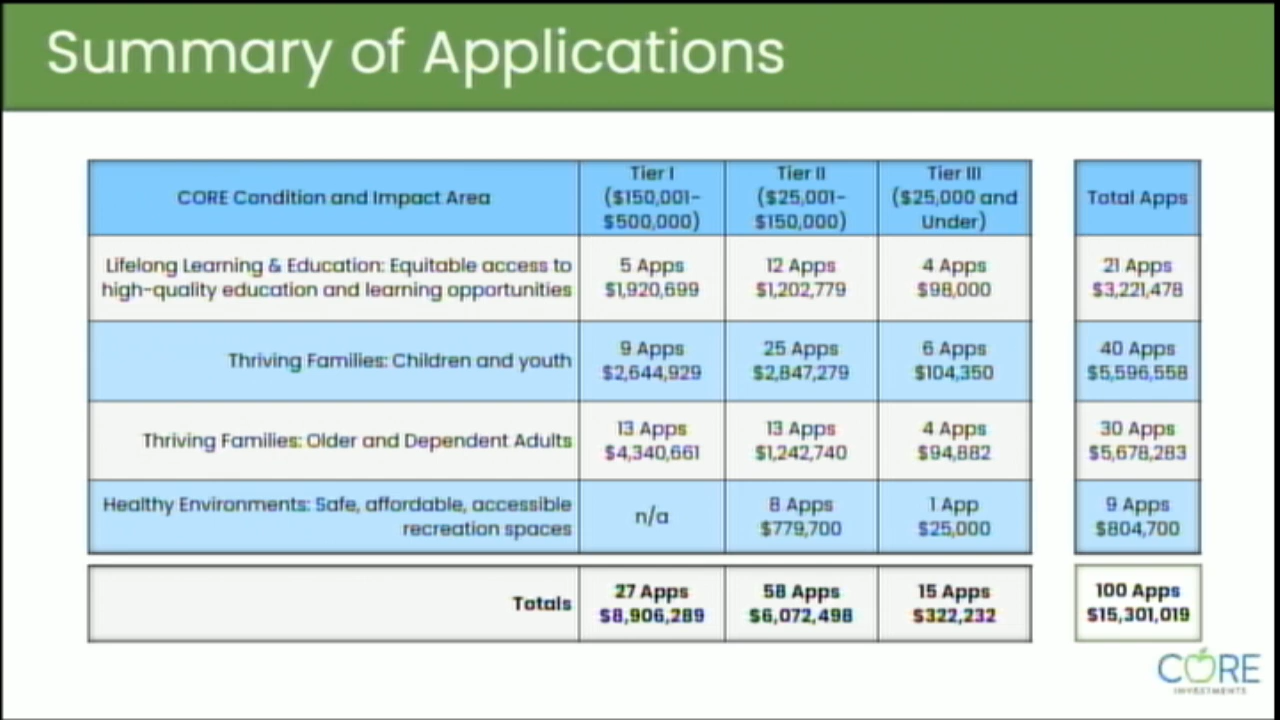 Summary of Applications
CORE Condition and Impact Area
Tier I
($150,001-
$500,000)
Tier II
($25,001-
$150,000)
Tier III
($25,000 and
Under)
Total Apps
Lifelong Learning & Education: Equitable access to
high-quality education and learning opportunities
5 Apps
$1,920,699
12 Apps
$1,202,779
4 Apps
$98,000
21 Apps
$3,221,478
Thriving Families: Children and youth
9 Apps
$2,644,929
25 Apps
$2,847,279
6 Apps
$104,350
40 Apps
$5,596,558
Thriving Families: Older and Dependent Adults
13 Apps
$4,340,661
13 Apps
$1,242,740
4 Apps
$94,882
30 Apps
$5,678,283
Healthy Environments: Safe, affordable, accessible
recreation spaces
n/a
8 Apps
$779,700
1 App
$25,000
9 Apps
$804,700
Totals
27 Apps
$8,906,289
58 Apps
$6,072,498
15 Apps
$322,232
100 Apps
$15,301,019
CORE
INVESTMENTS